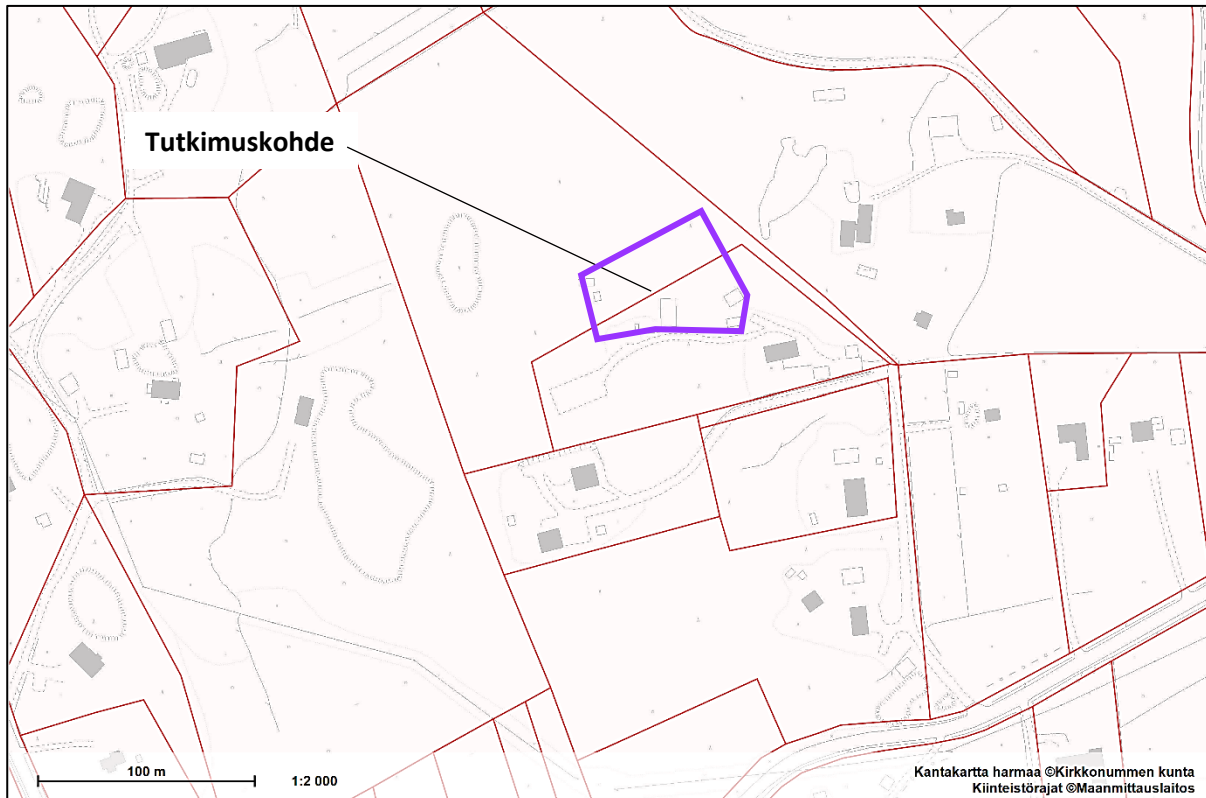 Tutkimuskohde
100 m
1:2 000
Kantakartta harmaa ©Kirkkonummen kunta
Kiinteistörajat ©Maanmittauslaitos